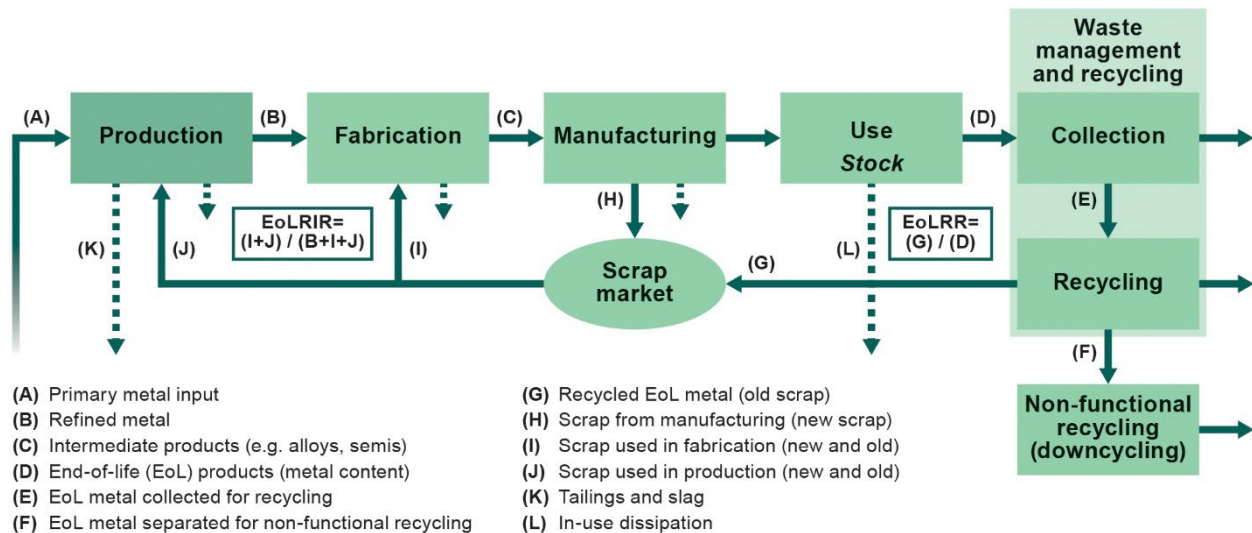 Waste
management
and recycling
(A)
Production
(B)
Fabrication
(C)
Manufacturing
Use
Stock
(D)
Collection
(K)
(J)
EoLRIR=
(I+J) / (B+I+J)
(I)
(H)
(L)
EoLRR=
(G) / (D)
(E)
Scrap
market
(G)
Recycling
(F)
Non-functional
recycling
(downcycling)
(A) Primary metal input
(B) Refined metal
(C) Intermediate products (e.g. alloys, semis)
(D) End-of-life (EoL) products (metal content)
(E) EoL metal collected for recycling
(F) EoL metal separated for non-functional recycling
(G) Recycled EoL metal (old scrap)
(H) Scrap from manufacturing (new scrap)
(I) Scrap used in fabrication (new and old)
(J) Scrap used in production (new and old)
(K) Tailings and slag
(L) In-use dissipation